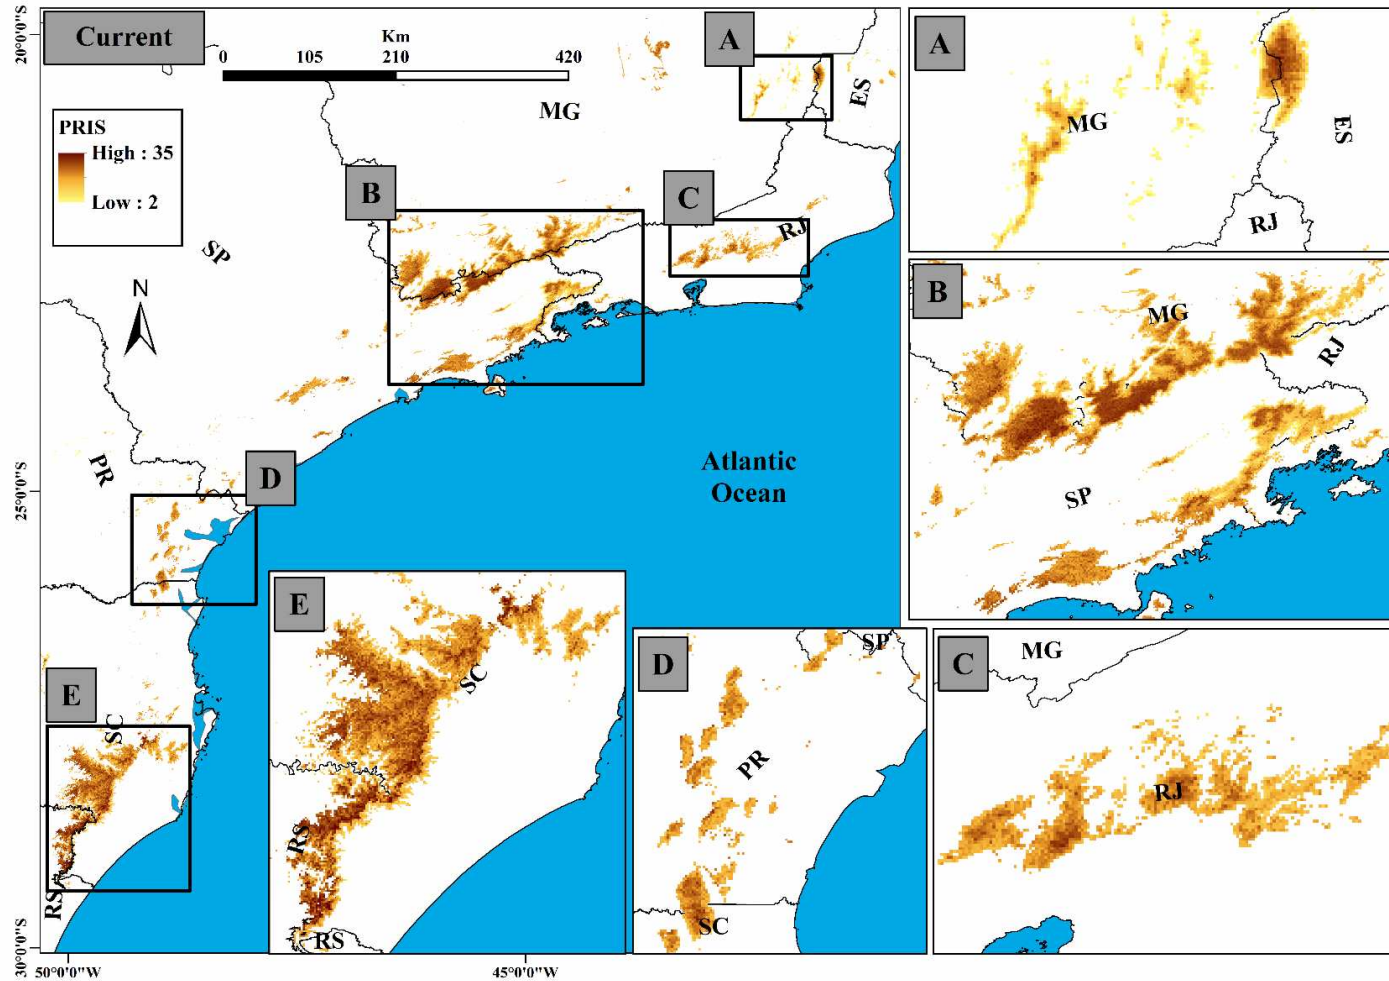 Current
Km
0 105 210 420
20°0'0"S
PRIS
High : 35
Low : 2
N
MG
ES
A
B
C
RJ
SP
PR
D
25°0'0"S
Atlantic
Ocean
E
SC
RS
30°0'0"S
50°0'0"W
45°0'0"W
A
MG
ES
RJ
B
MG
RJ
SP
E
SC
RS
RS
D
SP
PR
SC
C
MG
RJ